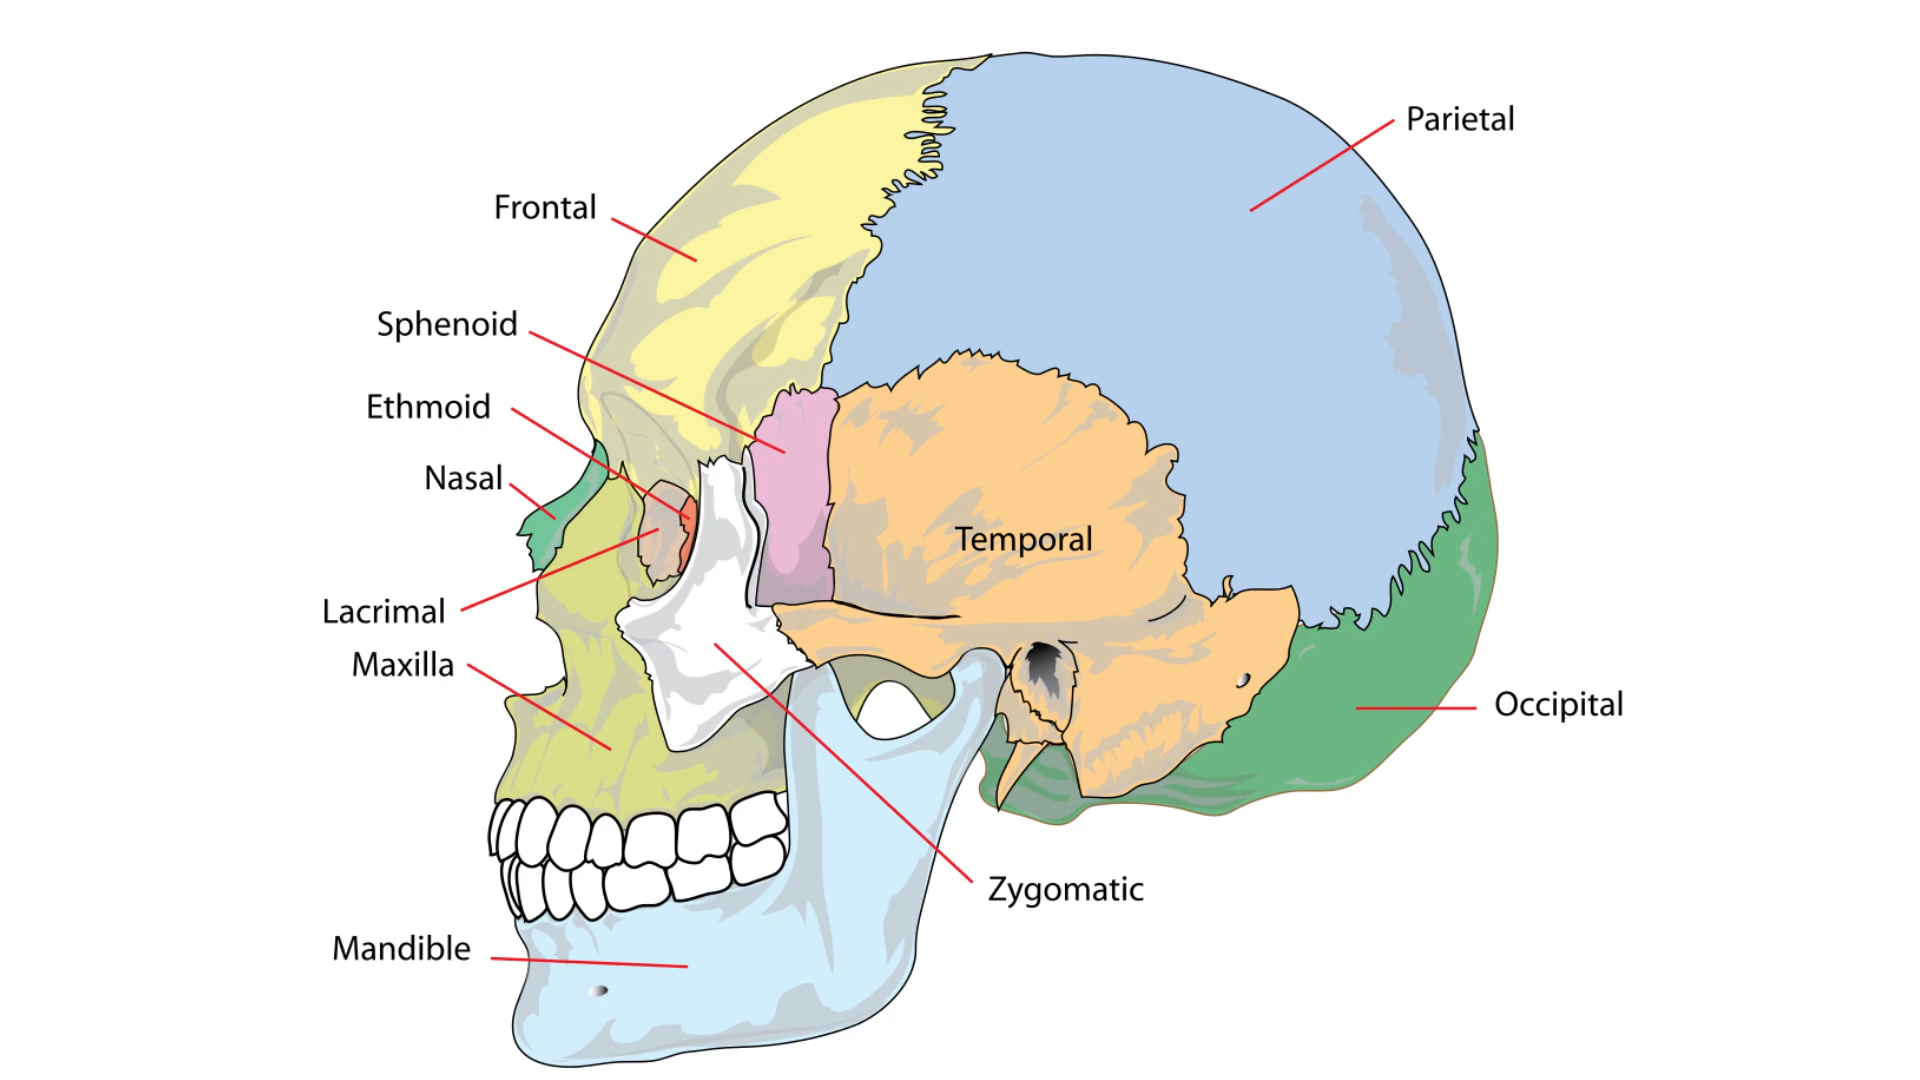 Parietal
Frontal
Sphenoid
Ethmoid
Nasal
Temporal
Lacrimal
Maxilla
Occipital
Zygomatic
Mandible